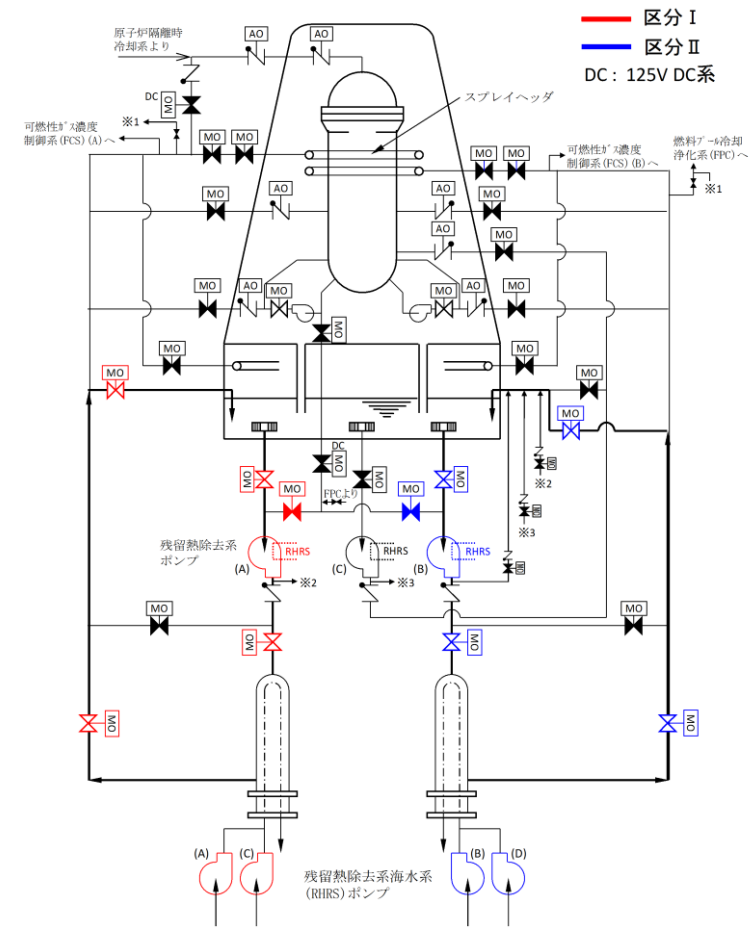 区分Ⅰ
区分Ⅱ
DC : 125V DC系
原子炉隔離時
冷却系より
AO
AO
スプレイヘッダ
DC
MO
※1
可燃性ガス濃度
制御系(FCS)(A)へ
MO
MO
MO
MO
可燃性ガス濃度
制御系(FCS)(B)へ
燃料プール冷却
浄化系(FPC)へ
※1
MO
AO
AO
MO
AO
MO
MO
AO
MO
MO
AO
MO
MO
MO
MO
MO
MO
MO
DC
MO
MO
MO
MO
MO
※2
MO
FPCより
MO
MO
※3
残留熱除去系
ポンプ
(A)
RHRS
(C)
RHRS
(B)
RHRS
MO
※2
※3
MO
MO
MO
MO
MO
MO
(A)
(C)
(B)
(D)
残留熱除去系海水系
(RHRS)ポンプ